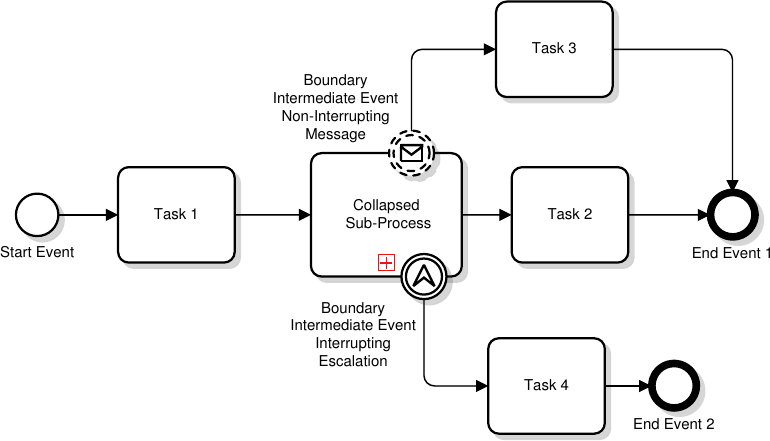 Task 3
Boundary
Intermediate Event
Non-Interrupting
Message
Start Event
Task 1
Collapsed
Sub-Process
Task 2
End Event 1
Boundary
Intermediate Event
Interrupting
Escalation
Task 4
End Event 2